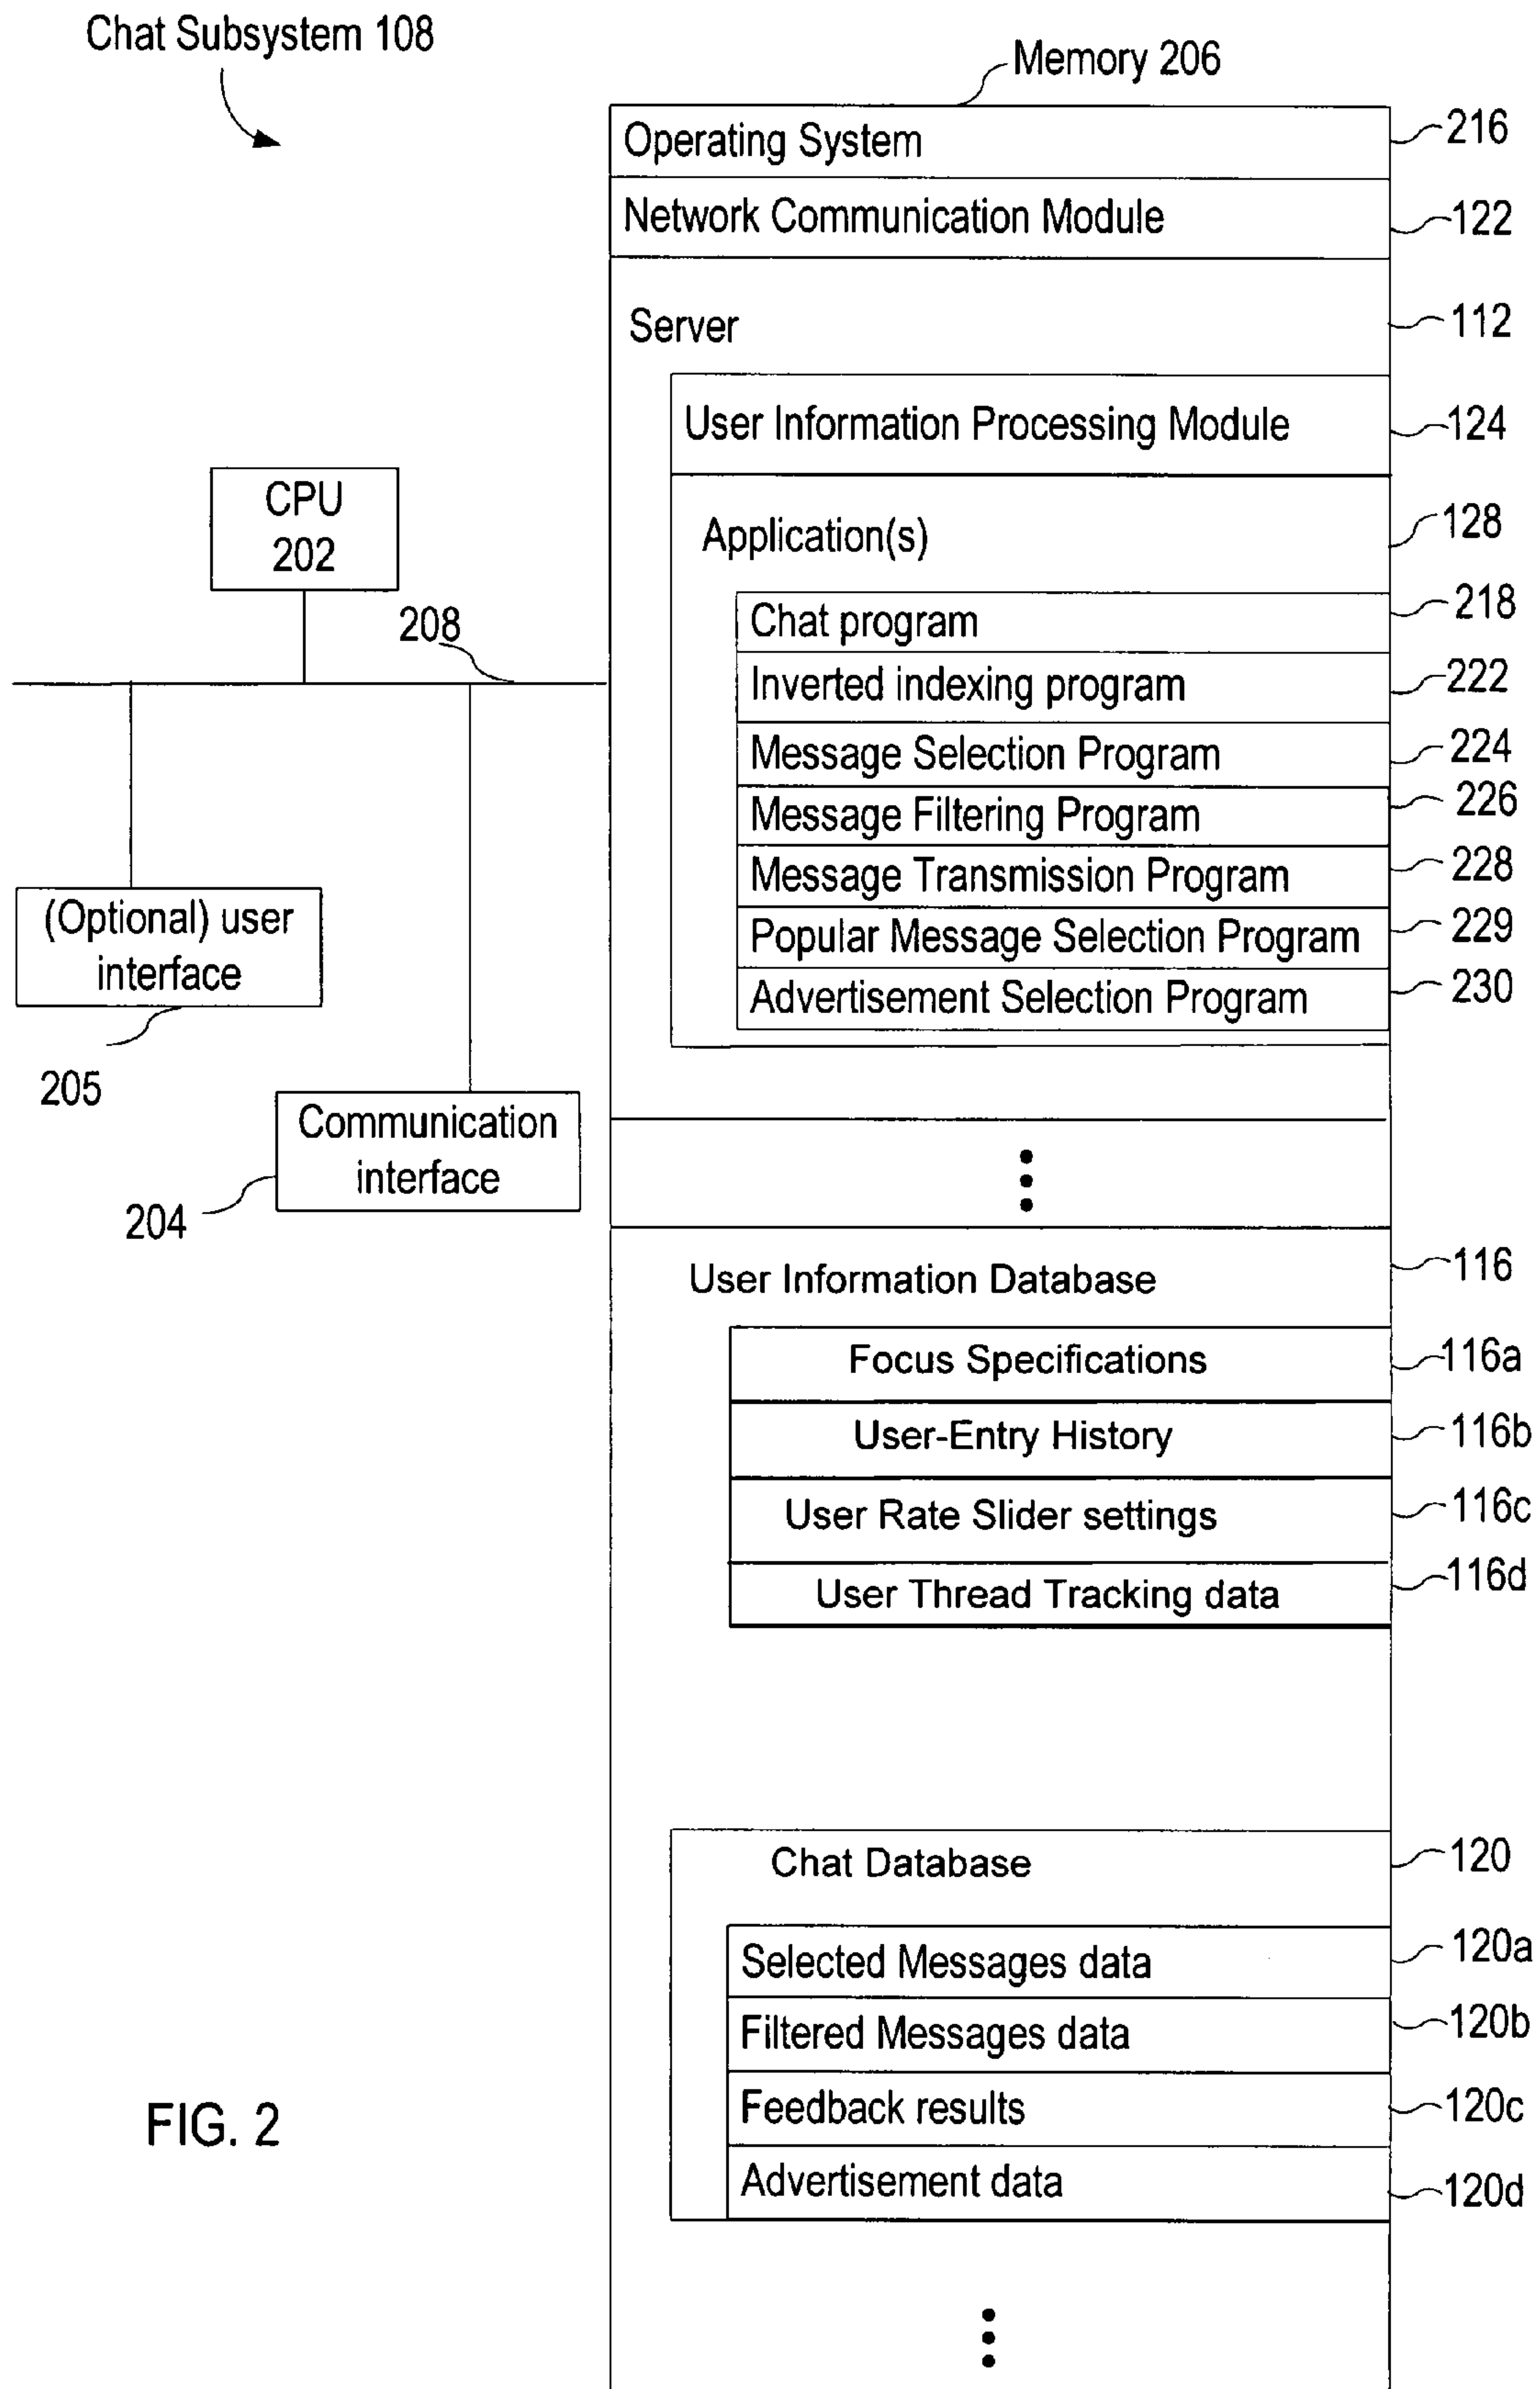 Chat Subsystem 108
Memory 206
Operating System
216
Network Communication Module
122
Server
112
User Information Processing Module
124
Application(s)
128
Chat program
218
Inverted indexing program
222
Message Selection Program
224
Message Filtering Program
226
Message Transmission Program
228
Popular Message Selection Program
229
Advertisement Selection Program
230
CPU
202
208
(Optional) user
interface
205
Communication
interface
204
User Information Database
116
Focus Specifications
116a
User-Entry History
116b
User Rate Slider settings
116c
User Thread Tracking data
116d
Chat Database
120
Selected Messages data
120a
Filtered Messages data
120b
Feedback results
120c
Advertisement data
120d
FIG. 2